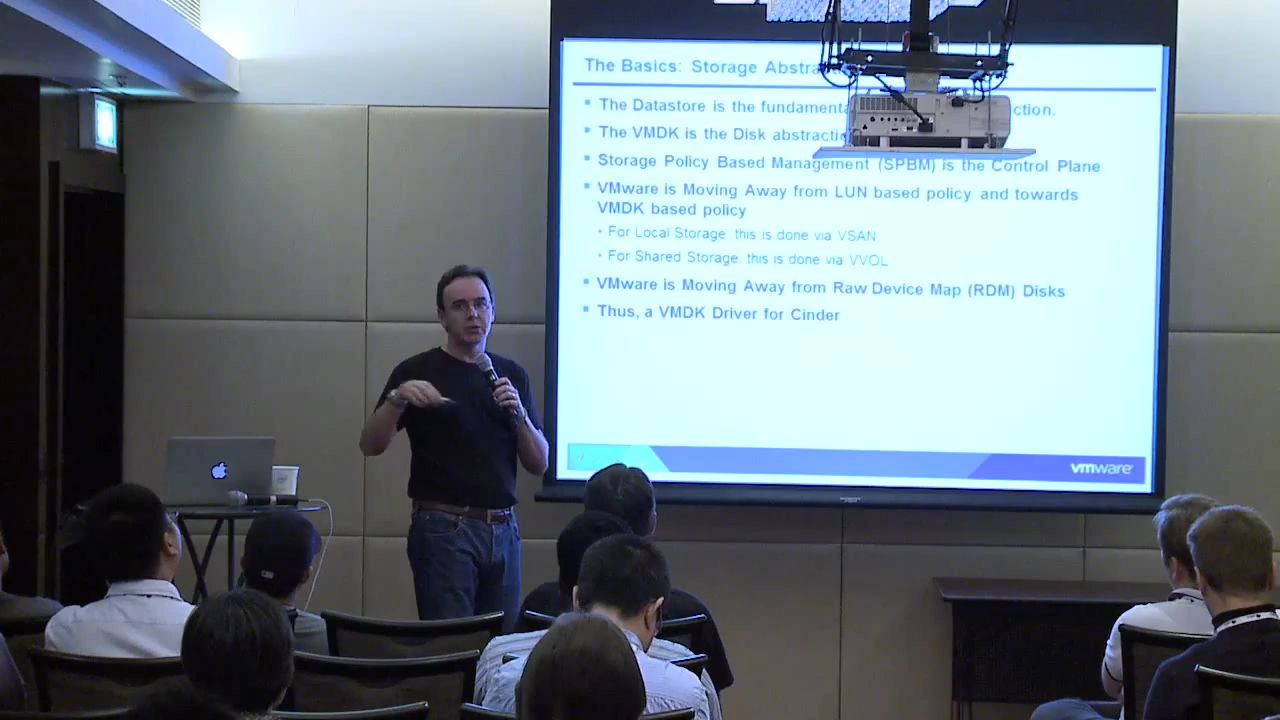 The Basics: Storage
The Datastore is the
The VMDK is the Disk
Storage Policy Based Management (SPBM) is the Control Plane
VMware is Moving Away from LUN based policy and towards
VMDK based policy
For Local Storage: this is done via VSAN
For Shared Storage: this is done via VVOL
VMware is Moving Away from Raw Device Map (RDM) Disks
Thus, a VMDK Driver for Cinder
vmware